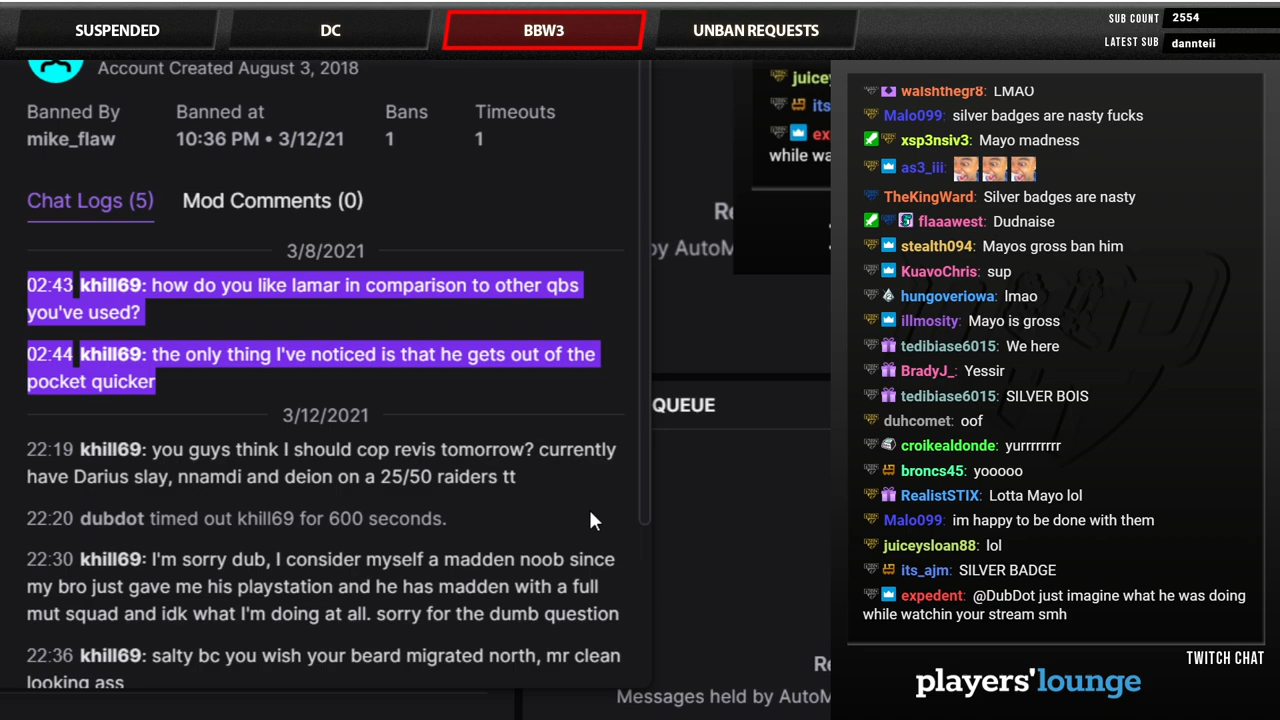 SUSPENDED
DC
BBW3
UNBAN REQUESTS
SUB COUNT 2554
LATEST SUB dannteii
Account Created August 3, 2018
Banned By
Banned at
Bans
Timeouts
mike_flaw
10:36 PM • 3/12/21
1
1
Chat Logs (5)
Mod Comments (0)
3/8/2021
02:43 khill69: how do you like lamar in comparison to other qbs
you've used?
02:44 khill69: the only thing I've noticed is that he gets out of the
pocket quicker
3/12/2021
22:19 khill69: you guys think I should cop revis tomorrow? currently
have Darius slay, nnamdi and deion on a 25/50 raiders tt
22:20 dubdot timed out khill69 for 600 seconds.
22:30 khill69: I'm sorry dub, I consider myself a madden noob since
my bro just gave me his playstation and he has madden with a full
mut squad and idk what I'm doing at all. sorry for the dumb question
22:36 khill69: salty bc you wish your beard migrated north, mr clean
looking ass
juice
its
ex
while wa
Re
by AutoM
QUEUE
Re
Messages held by AutoM
walshthegr8: LMAO
Malo099: silver badges are nasty fucks
xsp3nsiv3: Mayo madness
as3_iii:
TheKingWard: Silver badges are nasty
flaaawest: Dudnaise
stealth094: Mayos gross ban him
KuavoChris: sup
hungoveriowa: lmao
illmosity: Mayo is gross
tedibiase6015: We here
BradyJ_: Yessir
tedibiase6015: SILVER BOIS
duhcomet: oof
croikealdonde: yurrrrrrr
broncs45: yooooo
RealistSTIX: Lotta Mayo lol
Malo099: im happy to be done with them
juiceysloan88: lol
its_ajm: SILVER BADGE
expedent: @DubDot just imagine what he was doing
while watchin your stream smh
TWITCH CHAT
players'lounge